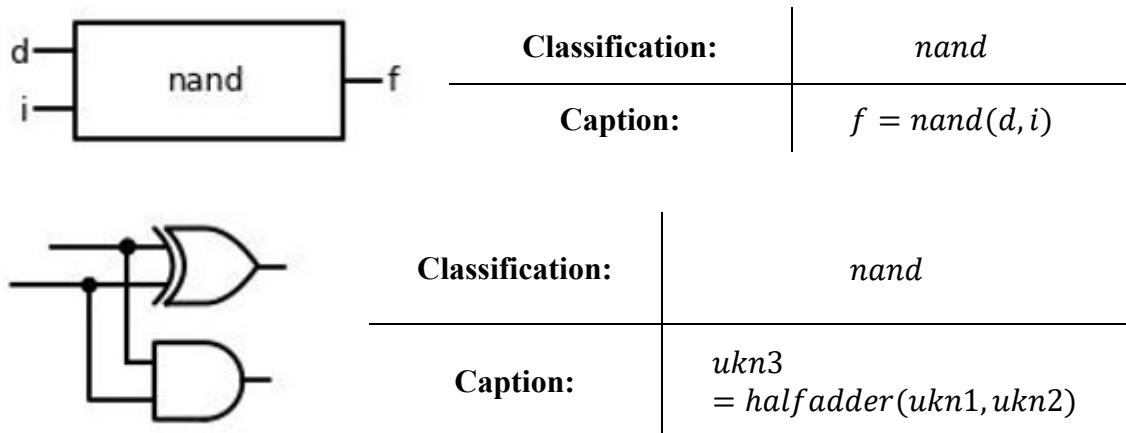 d
i
nand
f
Classification: nand
Caption: f = nand(d, i)
Classification: nand
Caption: ukn3
= halfadder(ukn1, ukn2)